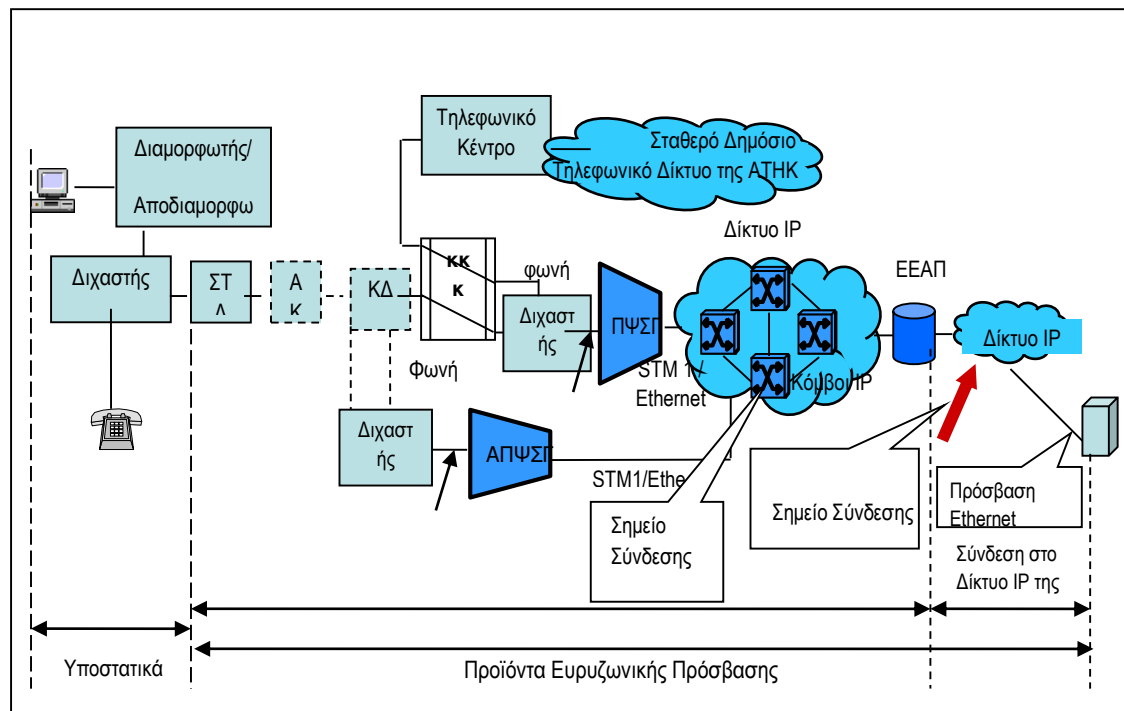 Τηλεφωνικό
Κέντρο
Σταθερό Δημόσιο
Τηλεφωνικό Δίκτυο της ΑΤΗΚ
Διαμορφωτής/
Αποδιαμορφω
Δίκτυο IP
Διχαστής
ΣΤ
Α
Κ
ΚΔ
ΚΚ
Κ
φωνή
Διχαστ
ής
ΠΨΣΓ
ΕΕΑΠ
Δίκτυο IP
Φωνή
STM 1 /
Ethernet
Κόμβοι IP
Διχαστ
ής
ΑΠΨΣΓ
STM1/Ethe
Σημείο
Σύνδεσης
Σημείο Σύνδεσης
Πρόσβαση
Ethernet
Σύνδεση στο
Δίκτυο IP της
Υποστατικά
Προϊόντα Ευρυζωνικής Πρόσβασης